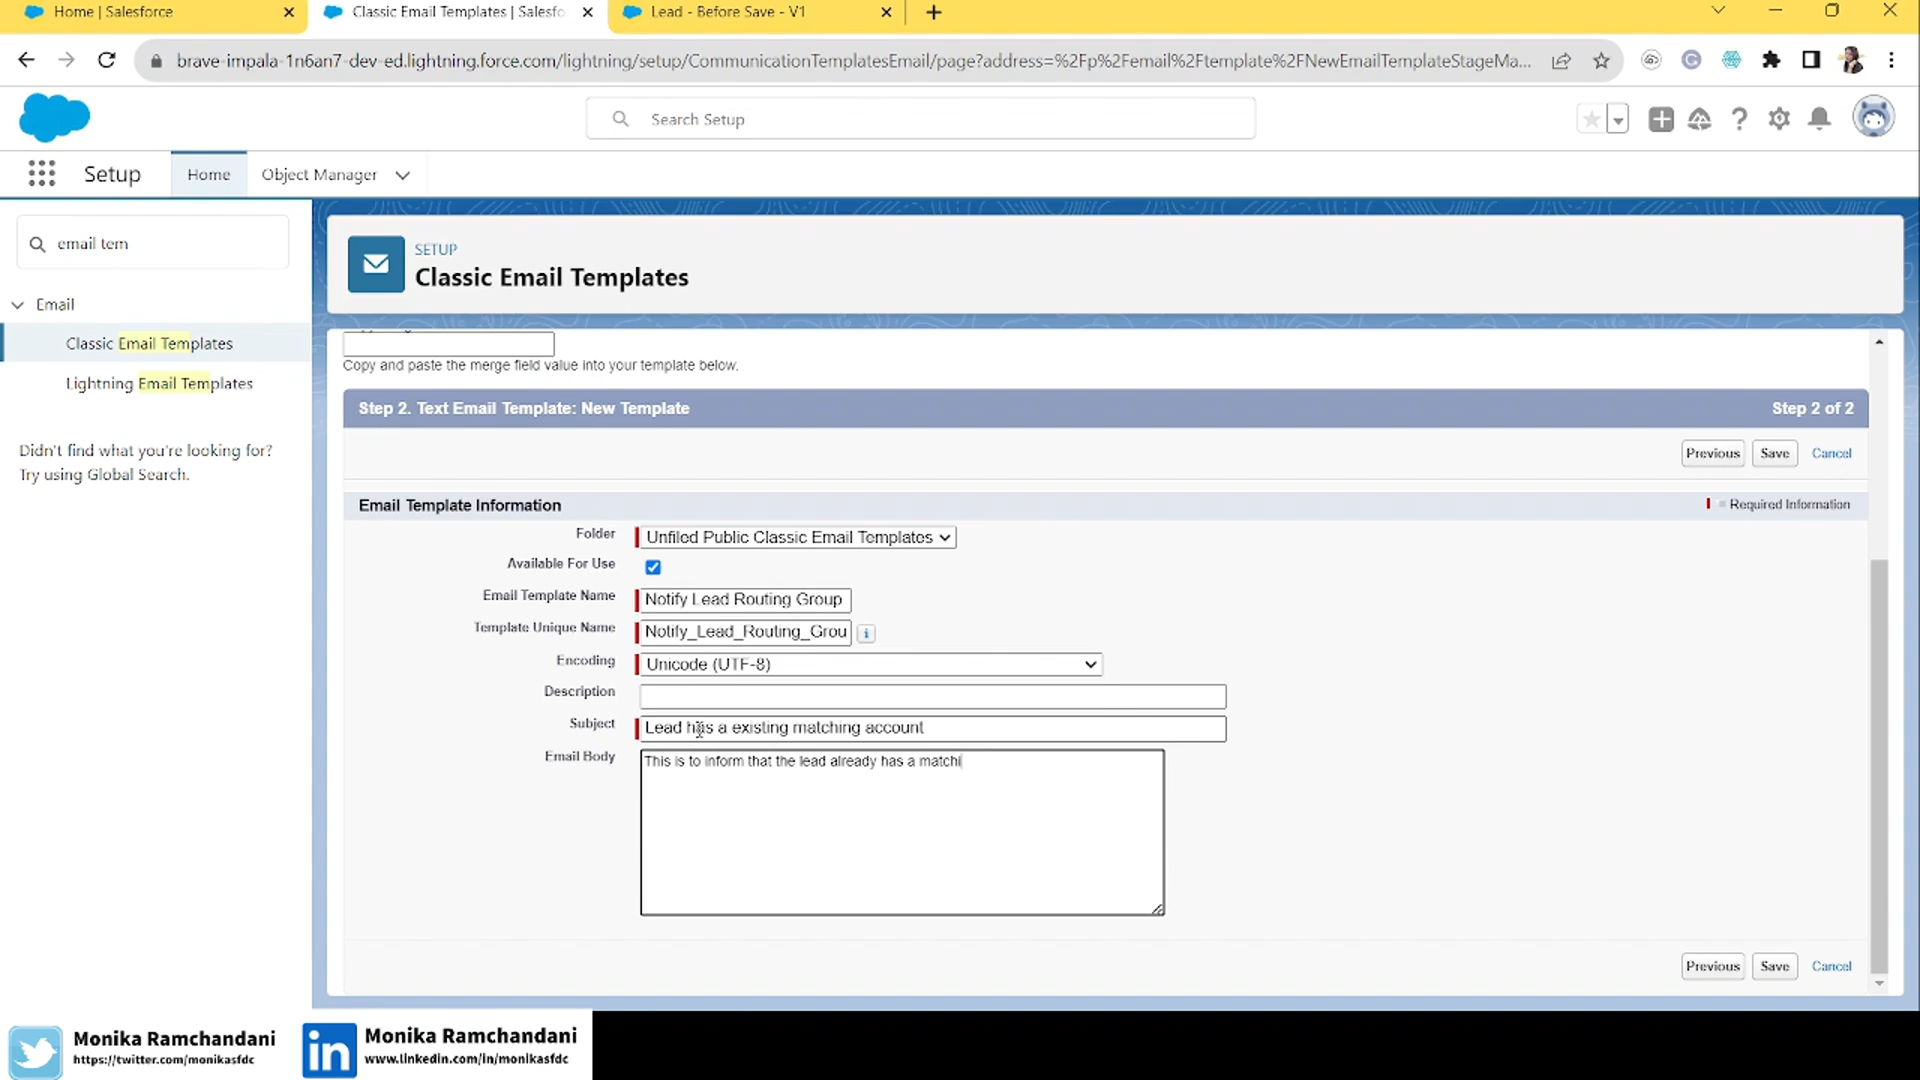 Home | Salesforce
Classic Email Templates | Salesfo
Lead - Before Save - V1
brave-impala-1n6an7-dev-ed.lightning.force.com/lightning/setup/CommunicationTemplatesEmail/page?address=%2Fp%2Femail%2Ftemplate%2FNewEmailTemplateStageMa...
Search Setup
Setup
Home
Object Manager
email tem
Email
Classic Email Templates
Lightning Email Templates
Didn't find what you're looking for?
Try using Global Search.
SETUP
Classic Email Templates
Copy and paste the merge field value into your template below.
Step 2. Text Email Template: New Template
Step 2 of 2
Previous
Save
Cancel
Email Template Information
= Required Information
Folder
Unfiled Public Classic Email Templates
Available For Use
Email Template Name
Notify Lead Routing Group
Template Unique Name
Notify_Lead_Routing_Grou
Encoding
Unicode (UTF-8)
Description
Subject
Lead has a existing matching account
Email Body
This is to inform that the lead already has a matchi
Previous
Save
Cancel
Monika Ramchandani
https://twitter.com/monikasfdc
in
Monika Ramchandani
www.linkedin.com/in/monikasfdc